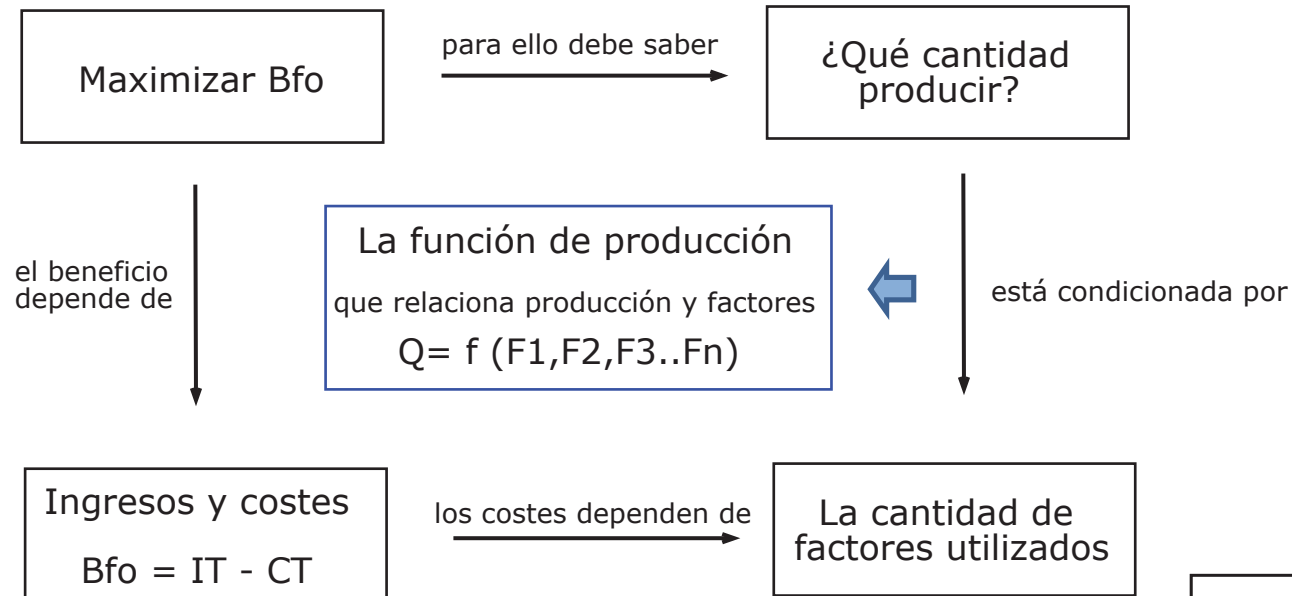 Maximizar Bfo
para ello debe saber
¿Qué cantidad
producir?
el beneficio
depende de
La función de producción
que relaciona producción y factores
Q= f (F1,F2,F3..Fn)
está condicionada por
Ingresos y costes
Bfo = IT - CT
los costes dependen de
La cantidad de
factores utilizados